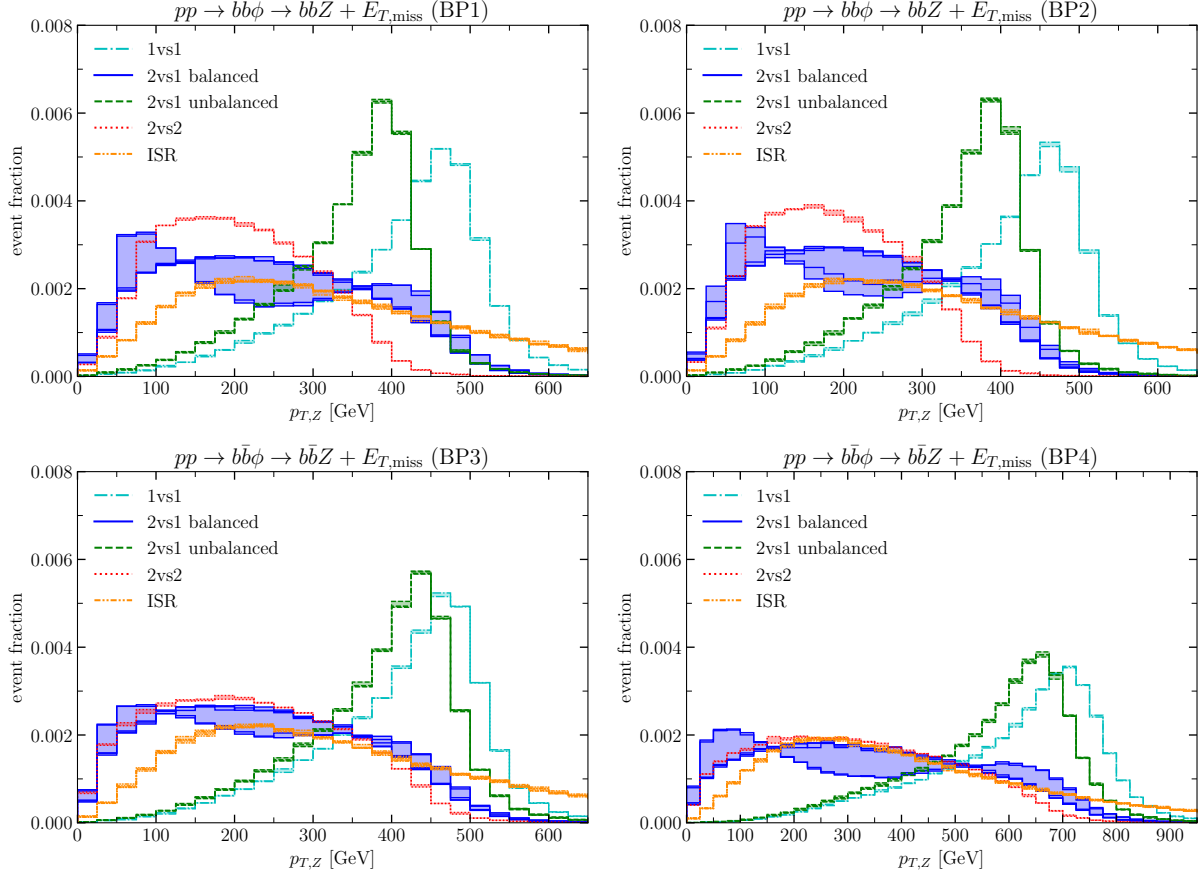 pp → bb̄ϕ → bb̄Z + E_{T,miss} (BP1)
0.008
0.006
0.004
0.002
0.000
event fraction
1vs1
2vs1 balanced
2vs1 unbalanced
2vs2
ISR
0 100 200 300 400 500 600
p_{T,Z} [GeV]
pp → bb̄ϕ → bb̄Z + E_{T,miss} (BP2)
0.008
0.006
0.004
0.002
0.000
event fraction
1vs1
2vs1 balanced
2vs1 unbalanced
2vs2
ISR
0 100 200 300 400 500 600
p_{T,Z} [GeV]
pp → bb̄ϕ → bb̄Z + E_{T,miss} (BP3)
0.008
0.006
0.004
0.002
0.000
event fraction
1vs1
2vs1 balanced
2vs1 unbalanced
2vs2
ISR
0 100 200 300 400 500 600
p_{T,Z} [GeV]
pp → bb̄ϕ → bb̄Z + E_{T,miss} (BP4)
0.008
0.006
0.004
0.002
0.000
event fraction
1vs1
2vs1 balanced
2vs1 unbalanced
2vs2
ISR
0 100 200 300 400 500 600 700 800 900
p_{T,Z} [GeV]